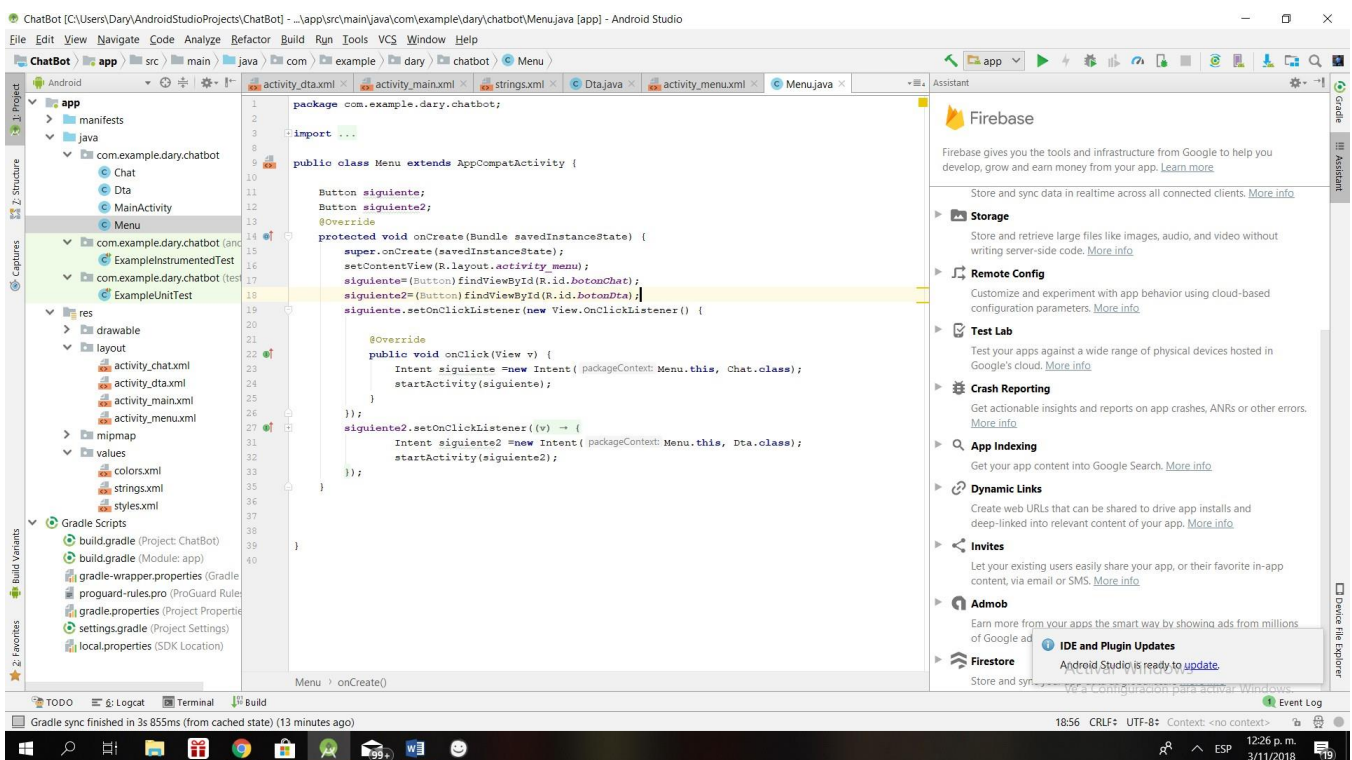 ChatBot [C:\Users\Dary\AndroidStudioProjects\ChatBot] - ...\app\src\main\java\com\example\dary\chatbot\Menu.java [app] - Android Studio
File Edit View Navigate Code Analyze Refactor Build Run Tools VCS Window Help
ChatBot app src main java com example dary chatbot Menu
app
Android
activity_dta.xml activity_main.xml strings.xml Dta.java activity_menu.xml Menu.java
Assistant
1: Project
Z: Structure
Captures
Build Variants
2: Favorites
app
manifests
java
com.example.dary.chatbot
Chat
Dta
MainActivity
Menu
com.example.dary.chatbot (and
ExampleInstrumentedTest
com.example.dary.chatbot (test
ExampleUnitTest
res
drawable
layout
activity_chat.xml
activity_dta.xml
activity_main.xml
activity_menu.xml
mipmap
values
colors.xml
strings.xml
styles.xml
Gradle Scripts
build.gradle (Project: ChatBot)
build.gradle (Module: app)
gradle-wrapper.properties (Gradle
proguard-rules.pro (ProGuard Rule
gradle.properties (Project Propertie
settings.gradle (Project Settings)
local.properties (SDK Location)
1 package com.example.dary.chatbot;
2
3 import ...
8
9 public class Menu extends AppCompatActivity {
10
11 Button siguiente;
12 Button siguiente2;
13 @Override
14 protected void onCreate(Bundle savedInstanceState) {
15 super.onCreate(savedInstanceState);
16 setContentView(R.layout.activity_menu);
17 siguiente=(Button)findViewById(R.id.botonChat);
18 siguiente2=(Button)findViewById(R.id.botonDta);
19 siguiente.setOnClickListener(new View.OnClickListener() {
20
21 @Override
22 public void onClick(View v) {
23 Intent siguiente =new Intent( packageContext: Menu.this, Chat.class);
24 startActivity(siguiente);
25 }
26 });
27 siguiente2.setOnClickListener((v) → {
31 Intent siguiente2 =new Intent( packageContext: Menu.this, Dta.class);
32 startActivity(siguiente2);
33 });
35 }
36
37
38
39 }
40
Menu › onCreate()
Firebase
Firebase gives you the tools and infrastructure from Google to help you
develop, grow and earn money from your app. Learn more
Store and sync data in realtime across all connected clients. More info
Storage
Store and retrieve large files like images, audio, and video without
writing server-side code. More info
Remote Config
Customize and experiment with app behavior using cloud-based
configuration parameters. More info
Test Lab
Test your apps against a wide range of physical devices hosted in
Google's cloud. More info
Crash Reporting
Get actionable insights and reports on app crashes, ANRs or other errors.
More info
App Indexing
Get your app content into Google Search. More info
Dynamic Links
Create web URLs that can be shared to drive app installs and
deep-linked into relevant content of your app. More info
Invites
Let your existing users easily share your app, or their favorite in-app
content, via email or SMS. More info
Admob
Earn more from your apps the smart way by showing ads from millions
of Google ad
Firestore
Store and syn
IDE and Plugin Updates
Android Studio is ready to update.
Activar Windows
Ve a Configuración para activar Windows.
Gradle
Assistant
Device File Explorer
TODO 6: Logcat Terminal Build
Event Log
Gradle sync finished in 3s 855ms (from cached state) (13 minutes ago)
18:56 CRLF UTF-8 Context: <no context>
99+
ESP
12:26 p. m.
3/11/2018
19